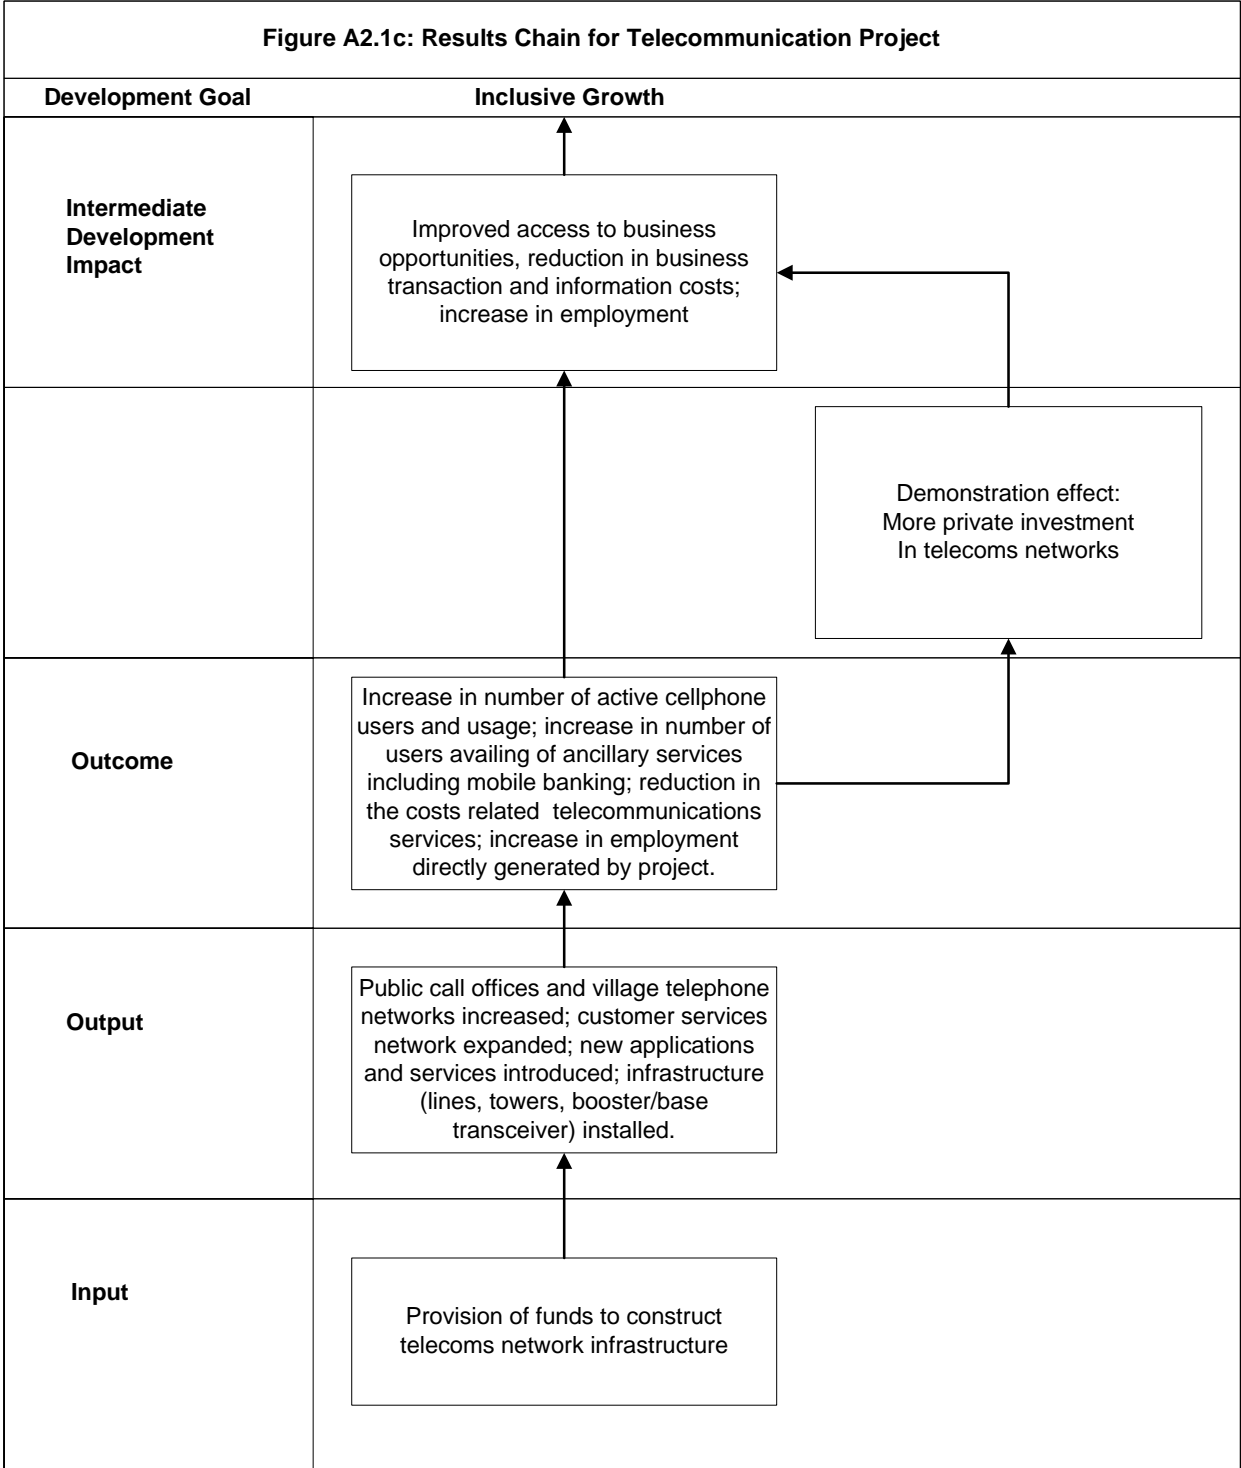 Figure A2.1c: Results Chain for Telecommunication Project
Development Goal
Inclusive Growth
Intermediate
Development
Impact
Improved access to business
opportunities, reduction in business
transaction and information costs;
increase in employment
Demonstration effect:
More private investment
In telecoms networks
Outcome
Increase in number of active cellphone
users and usage; increase in number of
users availing of ancillary services
including mobile banking; reduction in
the costs related  telecommunications
services; increase in employment
directly generated by project.
Output
Public call offices and village telephone
networks increased; customer services
network expanded; new applications
and services introduced; infrastructure
(lines, towers, booster/base
transceiver) installed.
Input
Provision of funds to construct
telecoms network infrastructure